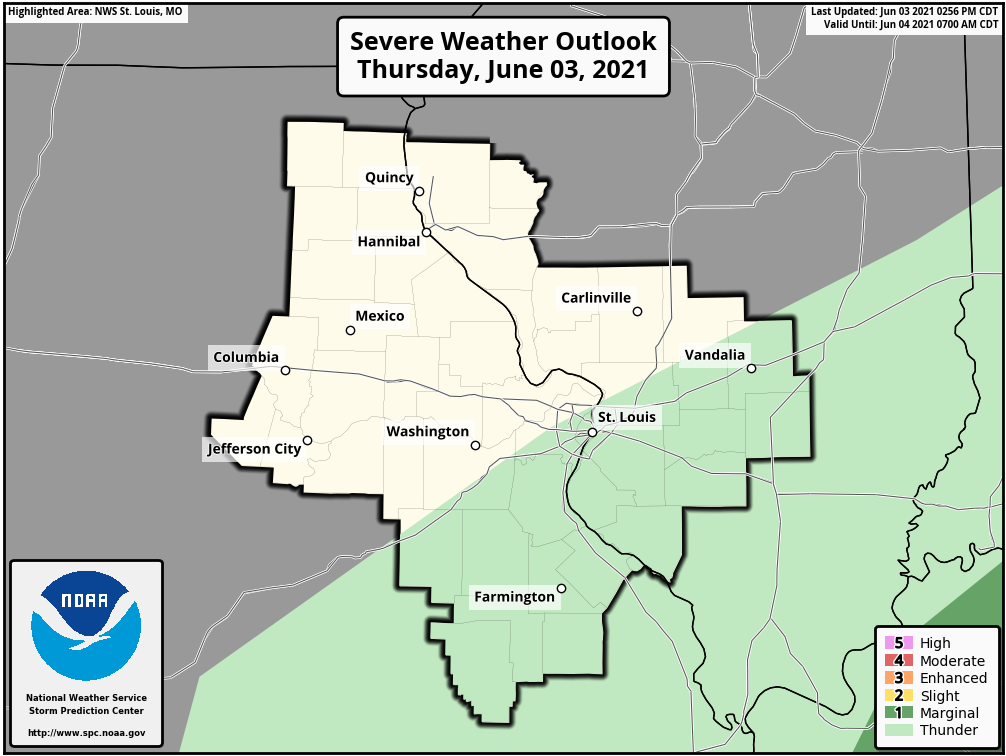 Highlighted Area: NWS St. Louis, MO
Last Updated: Jun 03 2021 0256 PM CDT
Valid Until: Jun 04 2021 0700 AM CDT
Severe Weather Outlook
Thursday, June 03, 2021
Quincy
Hannibal
Carlinville
Mexico
Columbia
Vandalia
St. Louis
Washington
Jefferson City
Farmington
NOAA
National Weather Service
Storm Prediction Center
http://www.spc.noaa.gov
5 High
4 Moderate
3 Enhanced
2 Slight
1 Marginal
Thunder